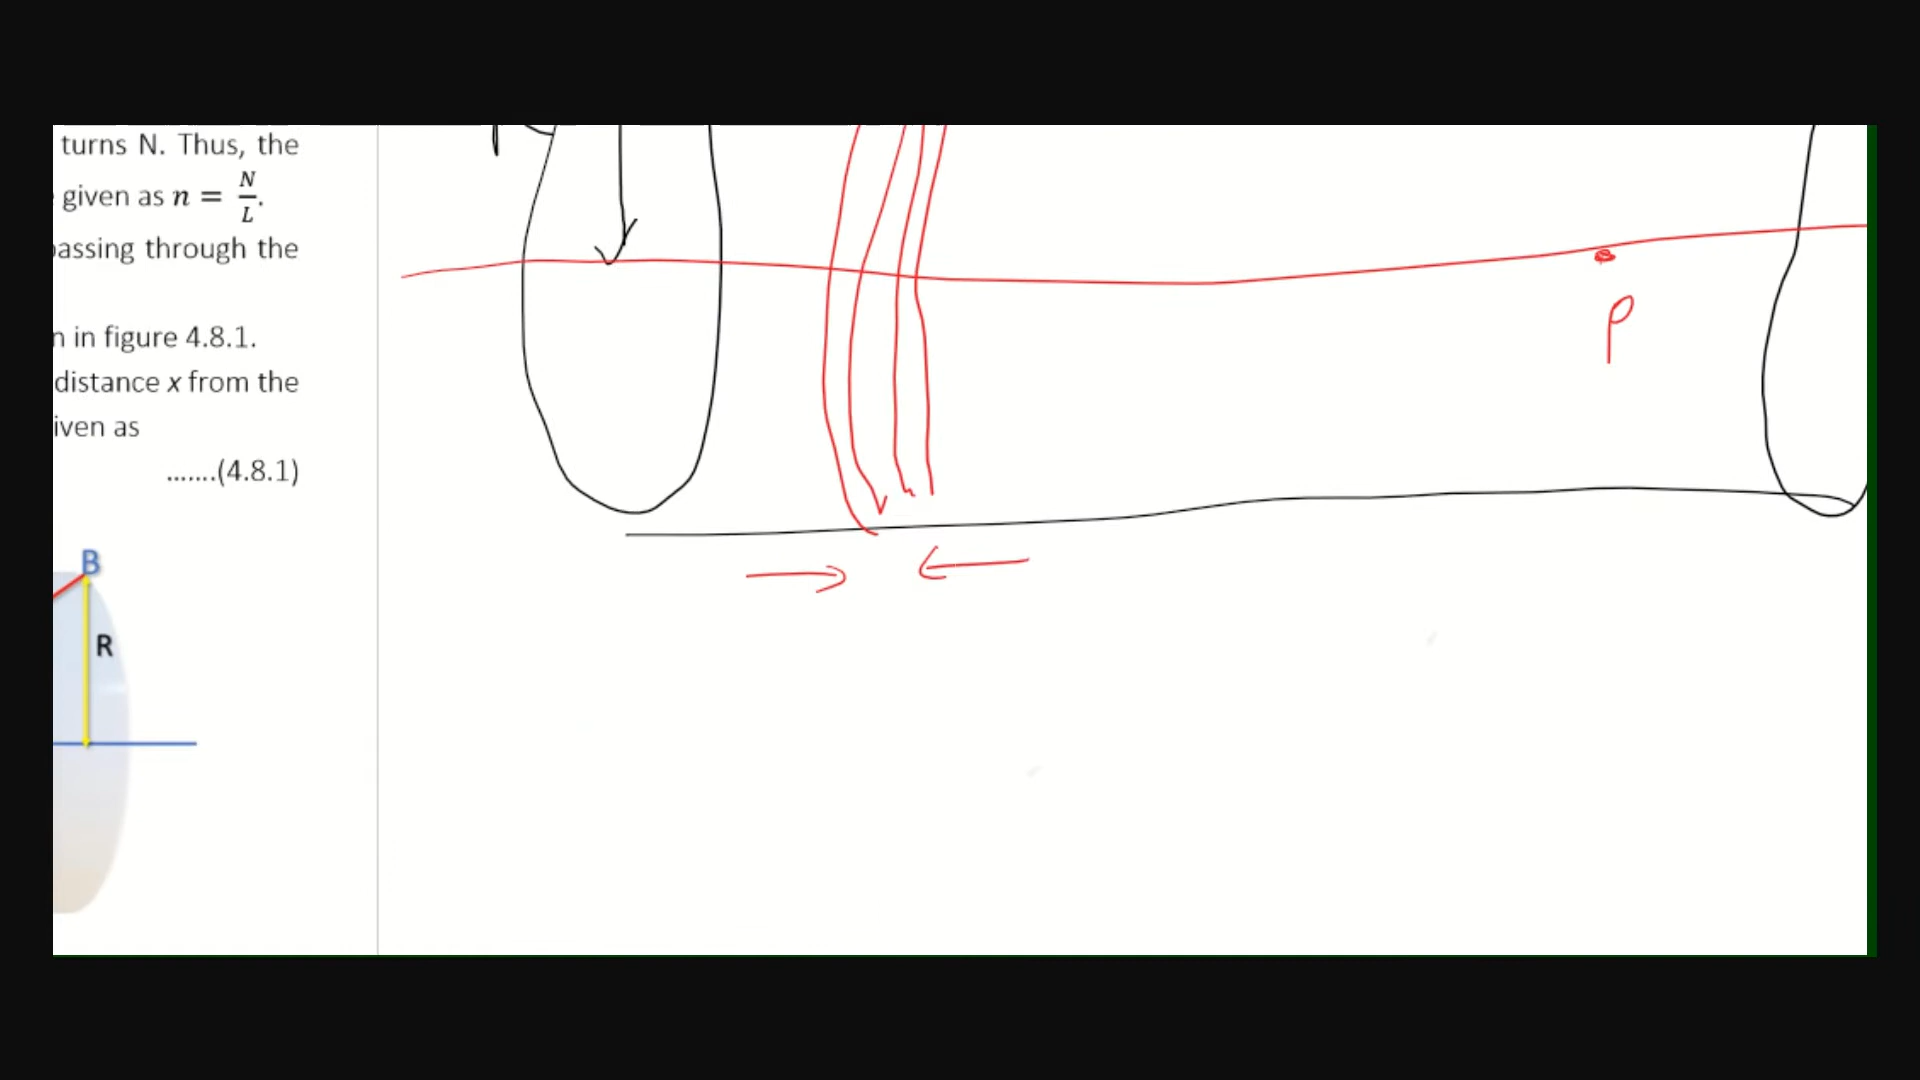 turns N. Thus, the
given as n = N/L.
passing through the
n in figure 4.8.1.
distance x from the
iven as
.......(4.8.1)
B
R
P